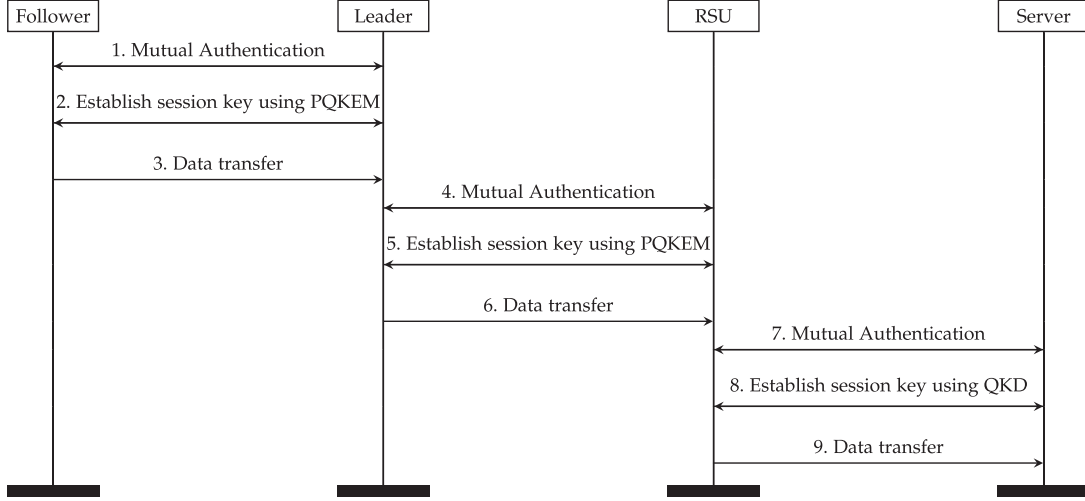 Follower
Leader
RSU
Server
1. Mutual Authentication
2. Establish session key using PQKEM
3. Data transfer
4. Mutual Authentication
5. Establish session key using PQKEM
6. Data transfer
7. Mutual Authentication
8. Establish session key using QKD
9. Data transfer